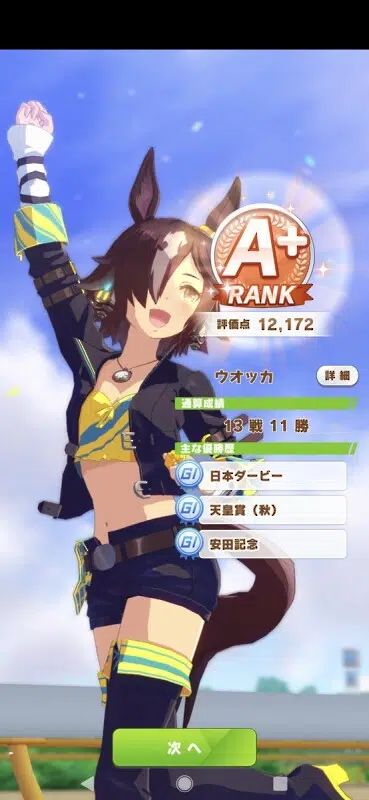 A+
RANK
評価点 12,172
ウオッカ
詳細
通算成績
13 戦 11 勝
主な優勝歴
GI 日本ダービー
GI 天皇賞（秋）
GI 安田記念
次へ